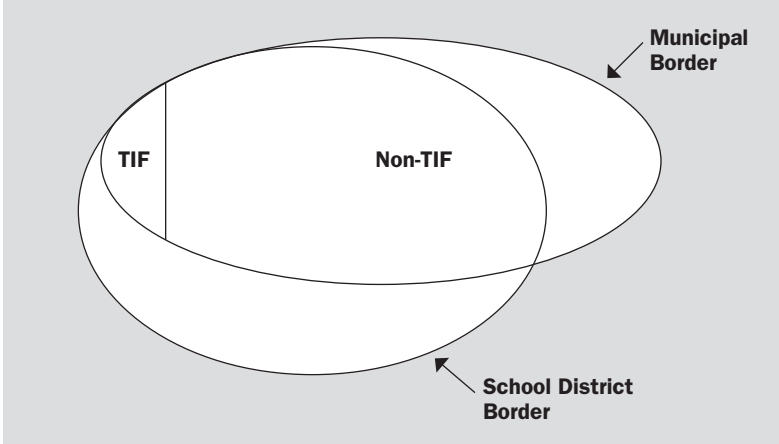 Municipal
Border
TIF
Non-TIF
School District
Border